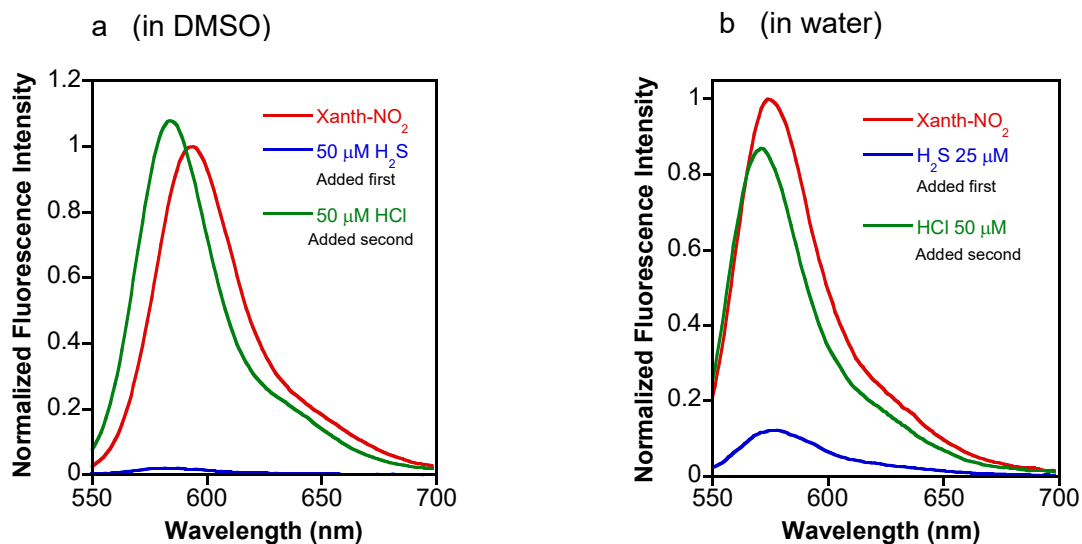 a (in DMSO)
Normalized Fluorescence Intensity
1.2
1
0.8
0.6
0.4
0.2
0
Xanth-NO₂
50 μM H₂S
Added first
50 μM HCl
Added second
550
600
650
700
Wavelength (nm)
b (in water)
Normalized Fluorescence Intensity
1
0.8
0.6
0.4
0.2
0
Xanth-NO₂
H₂S 25 μM
Added first
HCl 50 μM
Added second
550
600
650
700
Wavelength (nm)